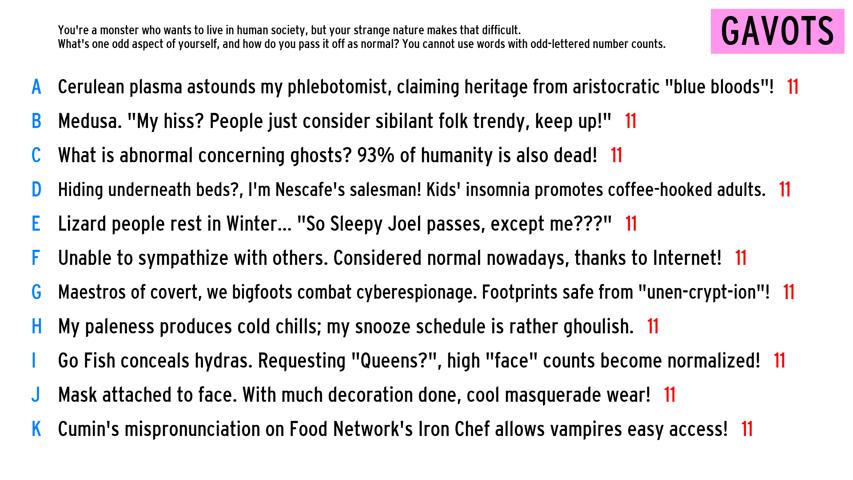 You're a monster who wants to live in human society, but your strange nature makes that difficult.
What's one odd aspect of yourself, and how do you pass it off as normal? You cannot use words with odd-lettered number counts.
GAVOTS
A Cerulean plasma astounds my phlebotomist, claiming heritage from aristocratic "blue bloods"! 11
B Medusa. "My hiss? People just consider sibilant folk trendy, keep up!" 11
C What is abnormal concerning ghosts? 93% of humanity is also dead! 11
D Hiding underneath beds?, I'm Nescafe's salesman! Kids' insomnia promotes coffee-hooked adults. 11
E Lizard people rest in Winter... "So Sleepy Joel passes, except me???" 11
F Unable to sympathize with others. Considered normal nowadays, thanks to Internet! 11
G Maestros of covert, we bigfoots combat cyberespionage. Footprints safe from "unen-crypt-ion"! 11
H My paleness produces cold chills; my snooze schedule is rather ghoulish. 11
I Go Fish conceals hydras. Requesting "Queens?", high "face" counts become normalized! 11
J Mask attached to face. With much decoration done, cool masquerade wear! 11
K Cumin's mispronunciation on Food Network's Iron Chef allows vampires easy access! 11